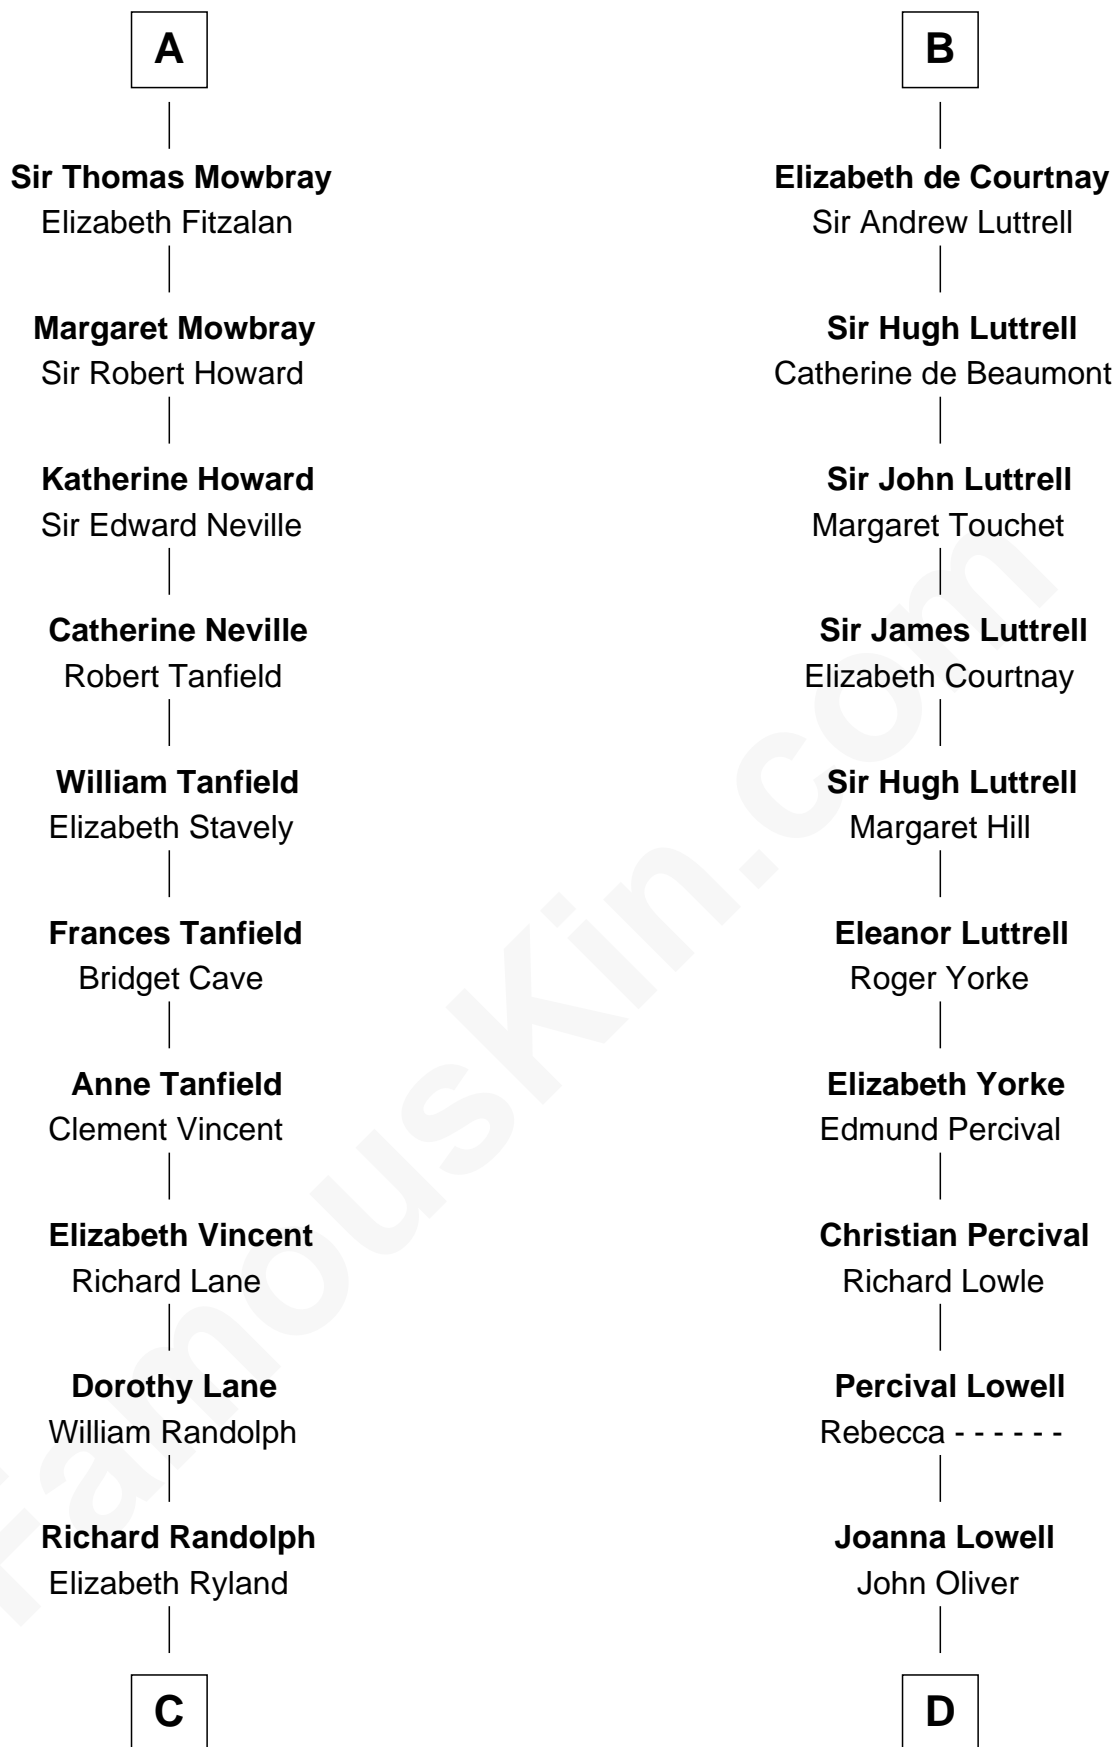 A
Sir Thomas Mowbray
Elizabeth Fitzalan
Margaret Mowbray
Sir Robert Howard
Katherine Howard
Sir Edward Neville
Catherine Neville
Robert Tanfield
William Tanfield
Elizabeth Stavely
Frances Tanfield
Bridget Cave
Anne Tanfield
Clement Vincent
Elizabeth Vincent
Richard Lane
Dorothy Lane
William Randolph
Richard Randolph
Elizabeth Ryland
C
B
Elizabeth de Courtnay
Sir Andrew Luttrell
Sir Hugh Luttrell
Catherine de Beaumont
Sir John Luttrell
Margaret Touchet
Sir James Luttrell
Elizabeth Courtnay
Sir Hugh Luttrell
Margaret Hill
Eleanor Luttrell
Roger Yorke
Elizabeth Yorke
Edmund Percival
Christian Percival
Richard Lowle
Percival Lowell
Rebecca - - - - - -
Joanna Lowell
John Oliver
D
FamousKin.com